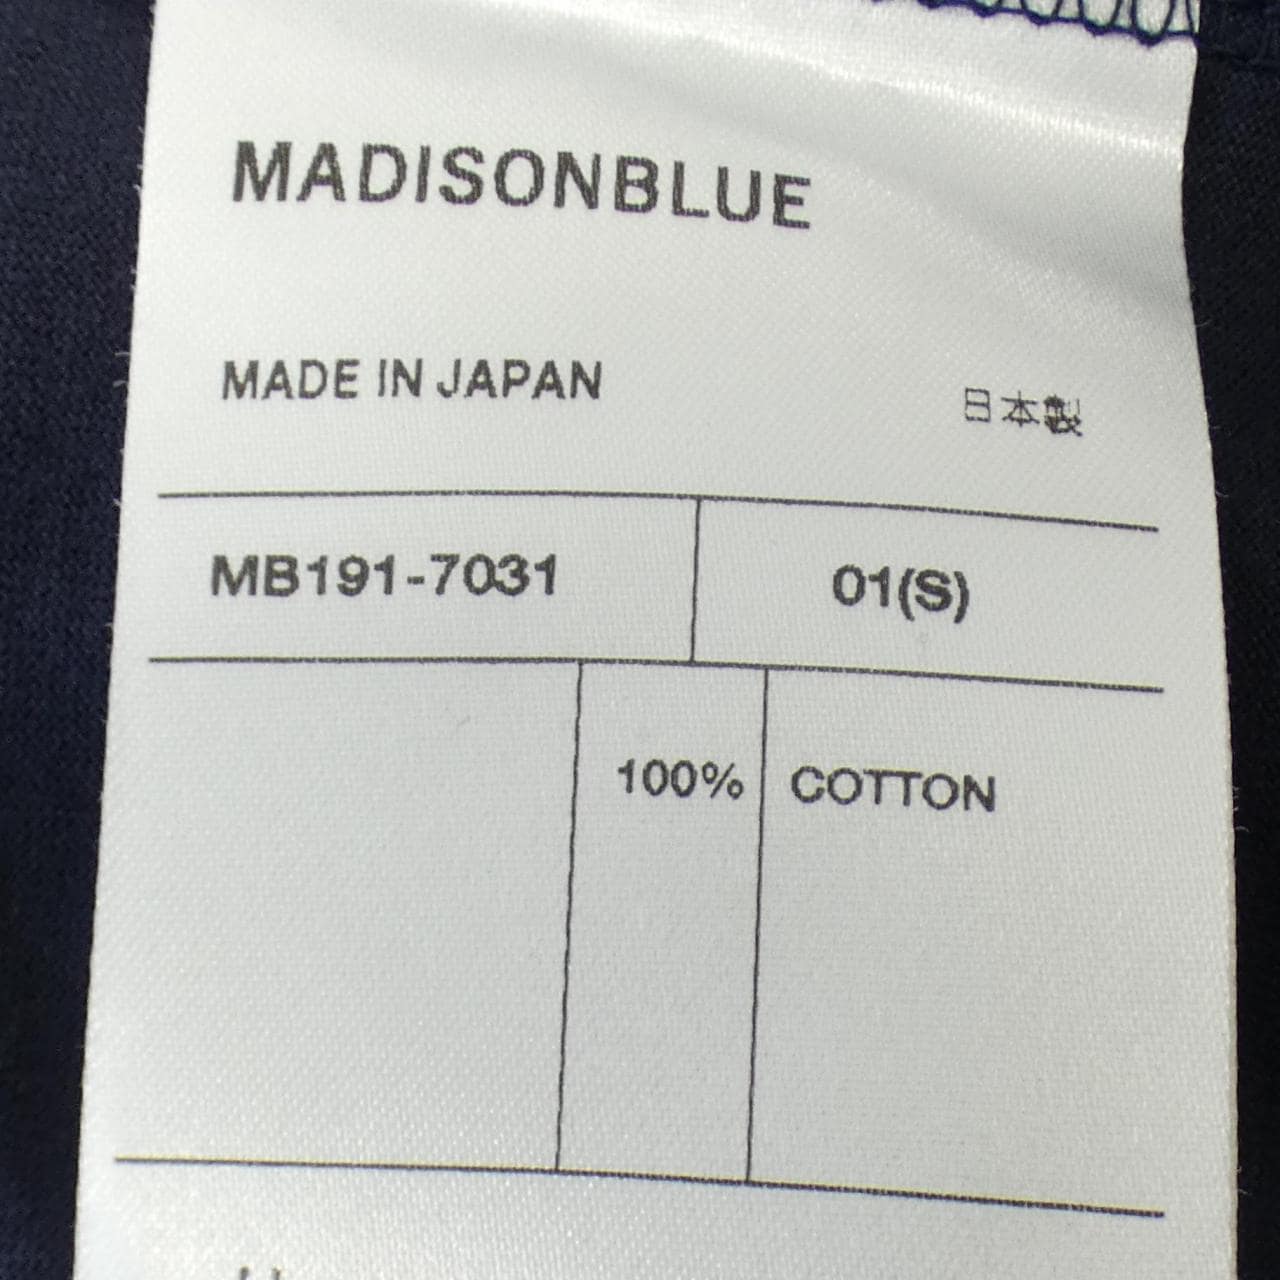 MADISONBLUE
MADE IN JAPAN 日本製
MB191-7031 01(S)
100% COTTON